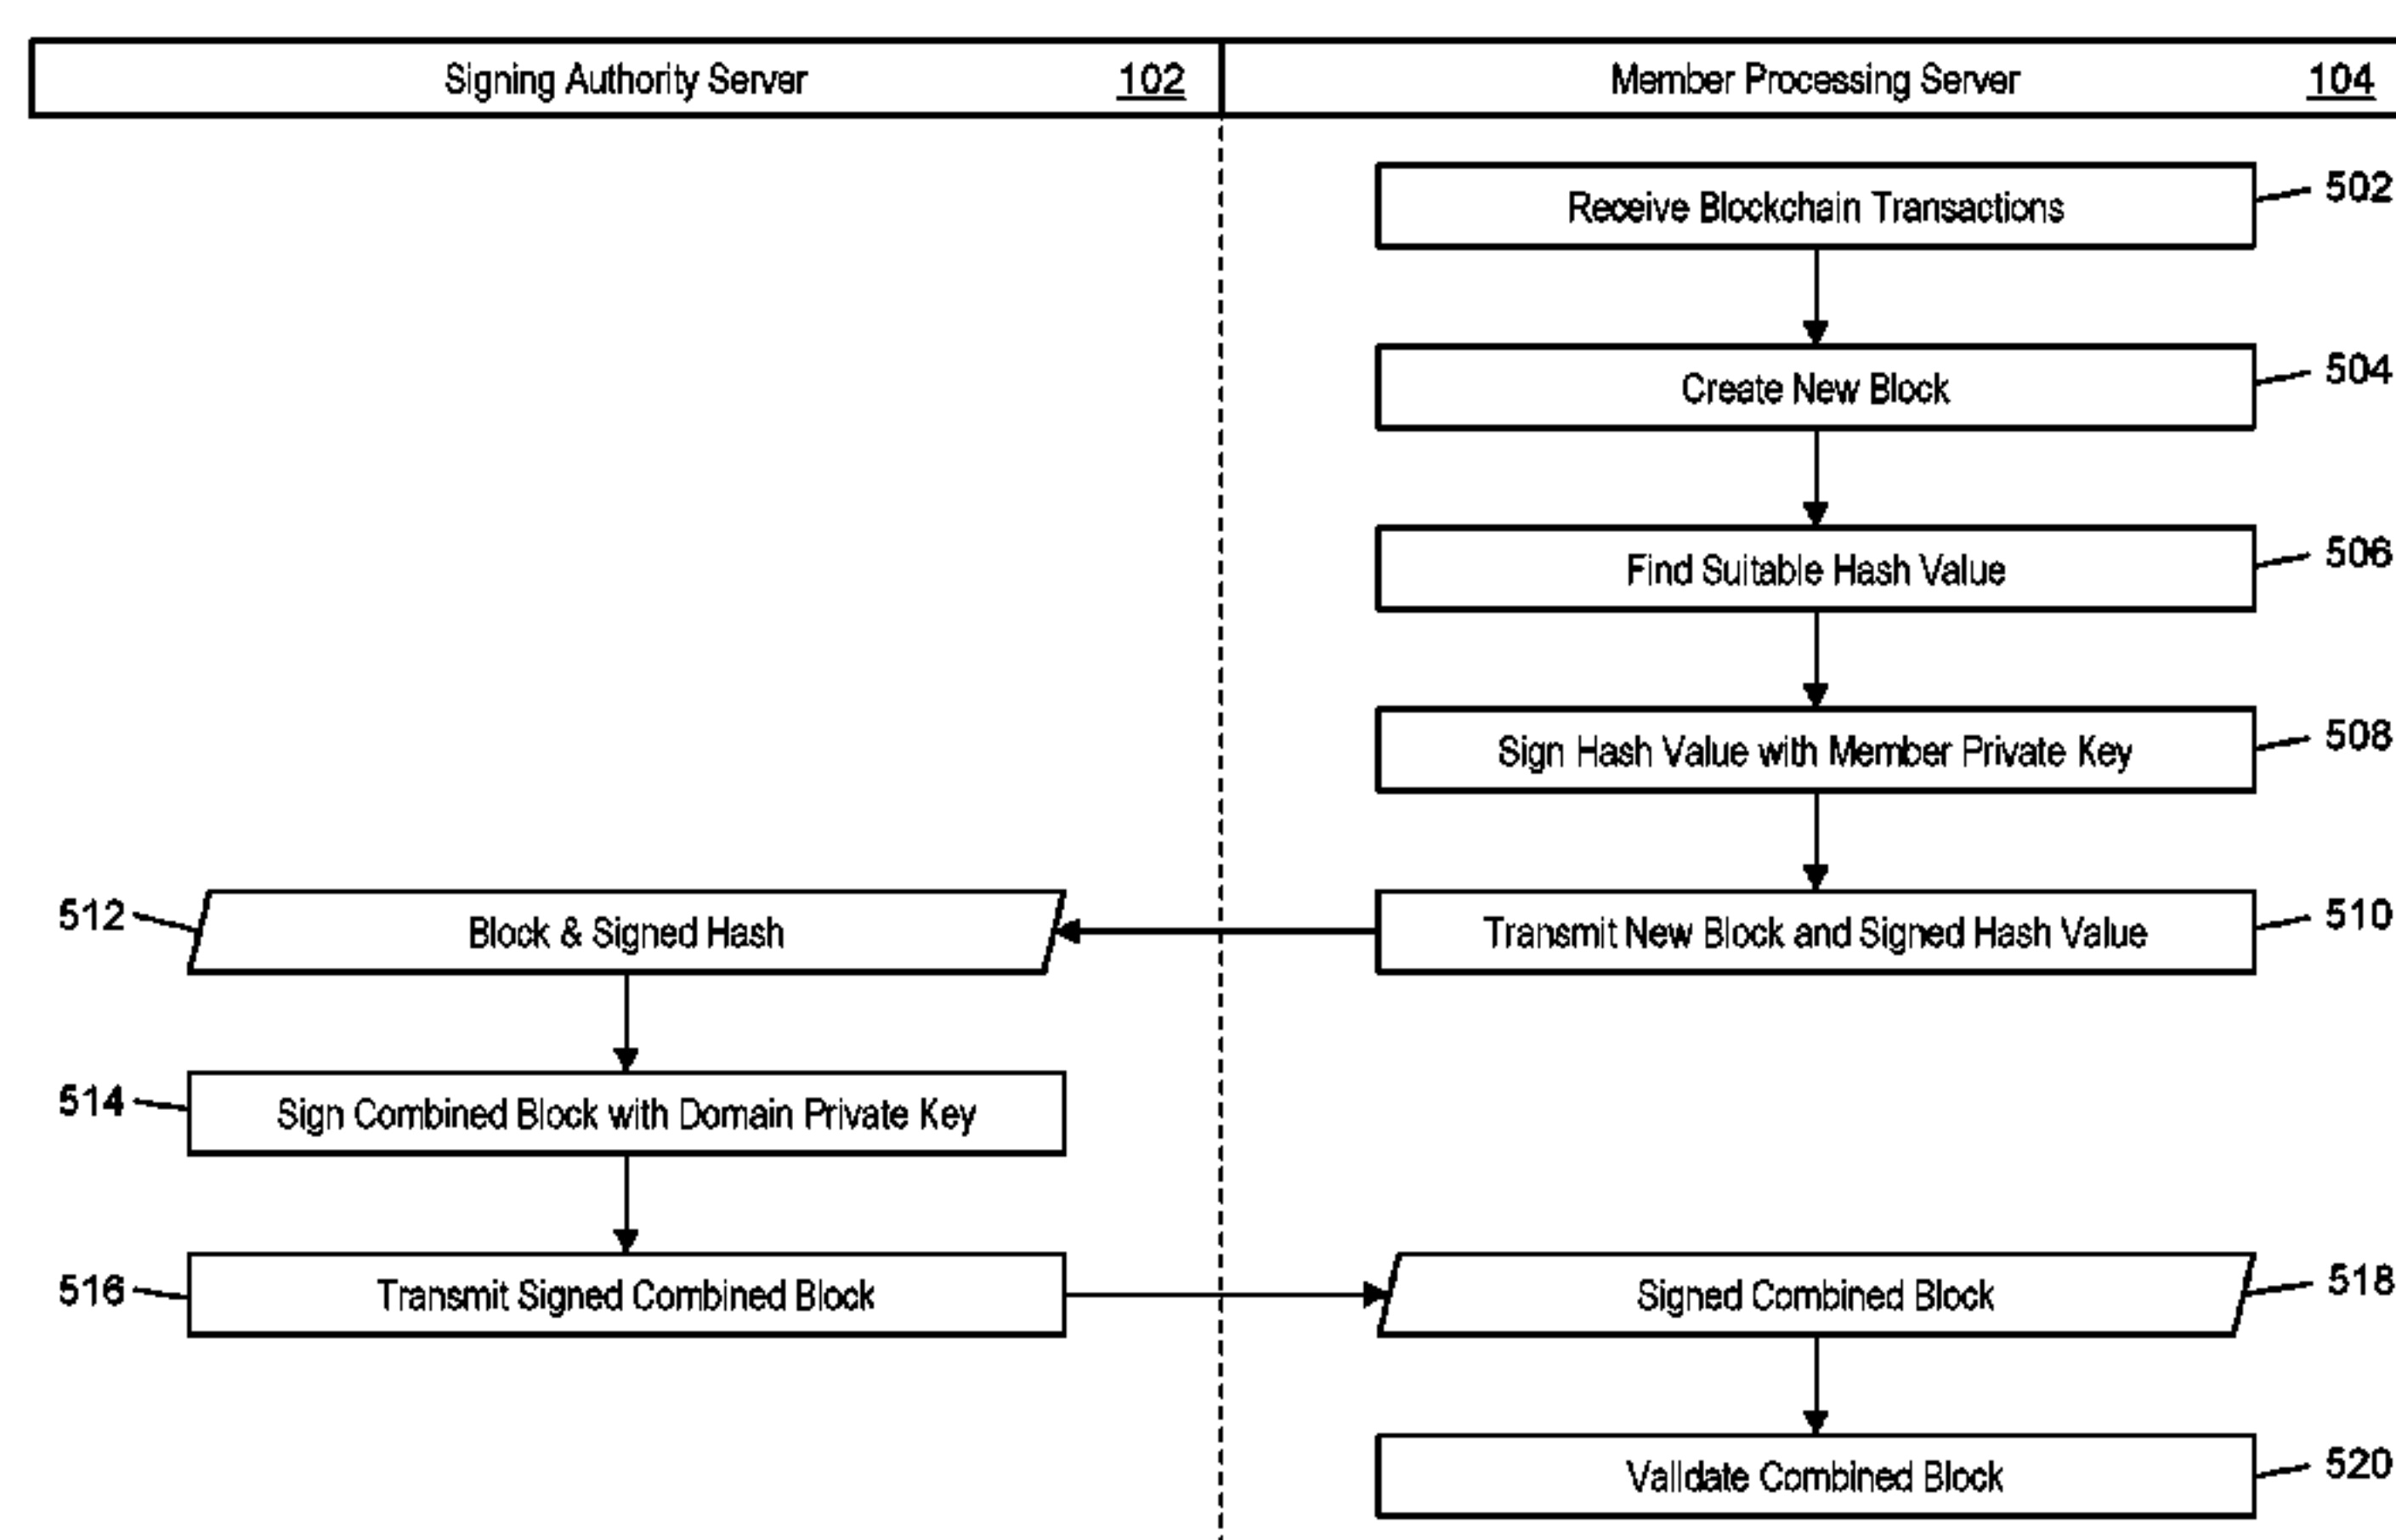 Signing Authority Server 102
Member Processing Server 104
Receive Blockchain Transactions 502
Create New Block 504
Find Suitable Hash Value 506
Sign Hash Value with Member Private Key 508
512 Block & Signed Hash
Transmit New Block and Signed Hash Value 510
514 Sign Combined Block with Domain Private Key
516 Transmit Signed Combined Block
Signed Combined Block 518
Validate Combined Block 520